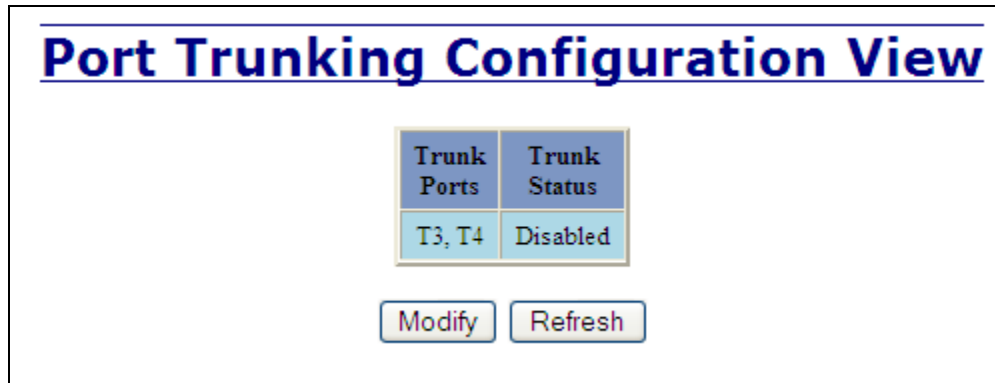 Port Trunking Configuration View
Trunk Ports Trunk Status
T3, T4 Disabled
Modify Refresh